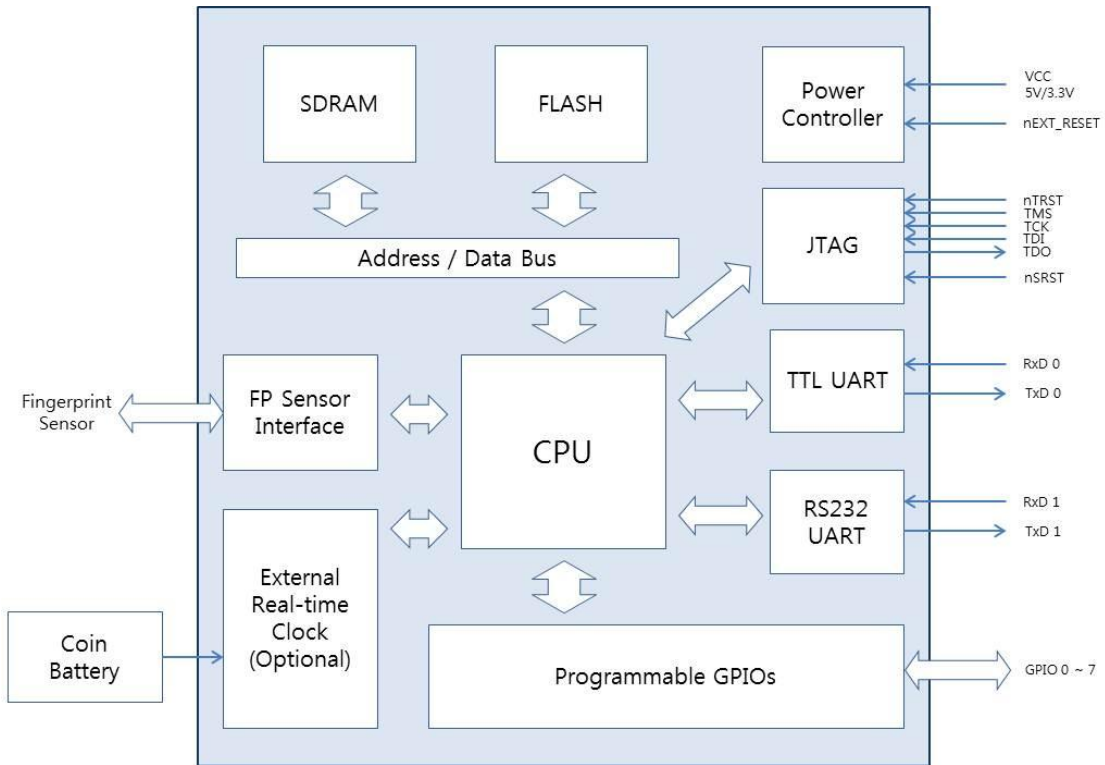 SDRAM
FLASH
Power
Controller
VCC
5V/3.3V
nEXT_RESET
JTAG
nTRST
TMS
TCK
TDI
TDO
nSRST
Address / Data Bus
Fingerprint
Sensor
FP Sensor
Interface
CPU
TTL UART
RxD 0
TxD 0
RS232
UART
RxD 1
TxD 1
External
Real-time
Clock
(Optional)
Coin
Battery
Programmable GPIOs
GPIO 0 ~ 7